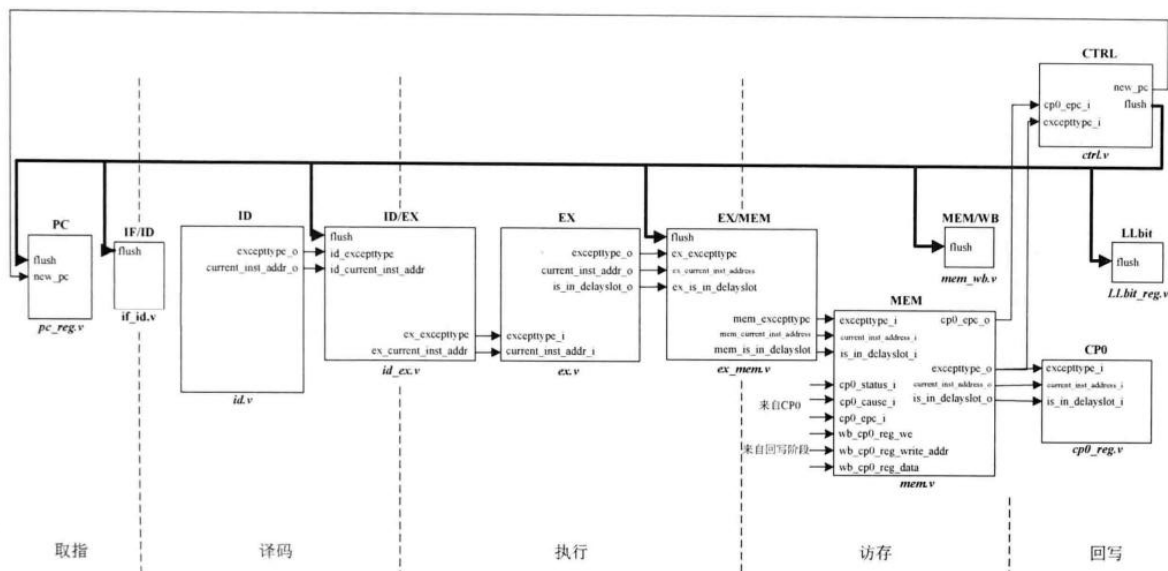 CTRL
new_pc
cp0_epc_i
flush
excepttype_i
ctrl.v
PC
flush
new_pc
pc_reg.v
IF/ID
flush
if_id.v
ID
excepttype_o
current_inst_addr_o
id.v
ID/EX
flush
id_excepttype
id_current_inst_addr
ex_excepttype
ex_current_inst_addr
id_ex.v
EX
excepttype_o
current_inst_addr_o
is_in_delayslot_o
excepttype_i
current_inst_addr_i
ex.v
EX/MEM
flush
ex_excepttype
ex_current_inst_address
ex_is_in_delayslot
mem_excepttype
mem_current_inst_address
mem_is_in_delayslot
ex_mem.v
MEM/WB
flush
mem_wb.v
LLbit
flush
LLbit_reg.v
MEM
excepttype_i
cp0_epc_o
current_inst_address_i
is_in_delayslot_i
excepttype_o
current_inst_address_o
is_in_delayslot_o
cp0_status_i
cp0_cause_i
cp0_epc_i
wb_cp0_reg_we
wb_cp0_reg_write_addr
wb_cp0_reg_data
mem.v
来自CP0
来自回写阶段
CP0
excepttype_i
current_inst_address_i
is_in_delayslot_i
cp0_reg.v
取指
译码
执行
访存
回写